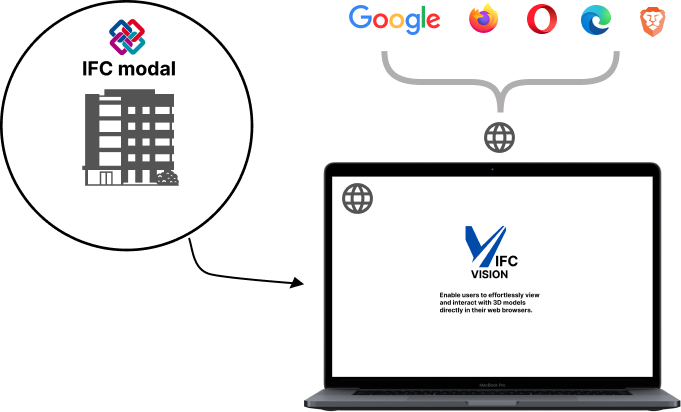 Google
IFC modal
IFC
VISION
Enable users to effortlessly view
and interact with 3D models
directly in their web browsers.
MacBook Pro